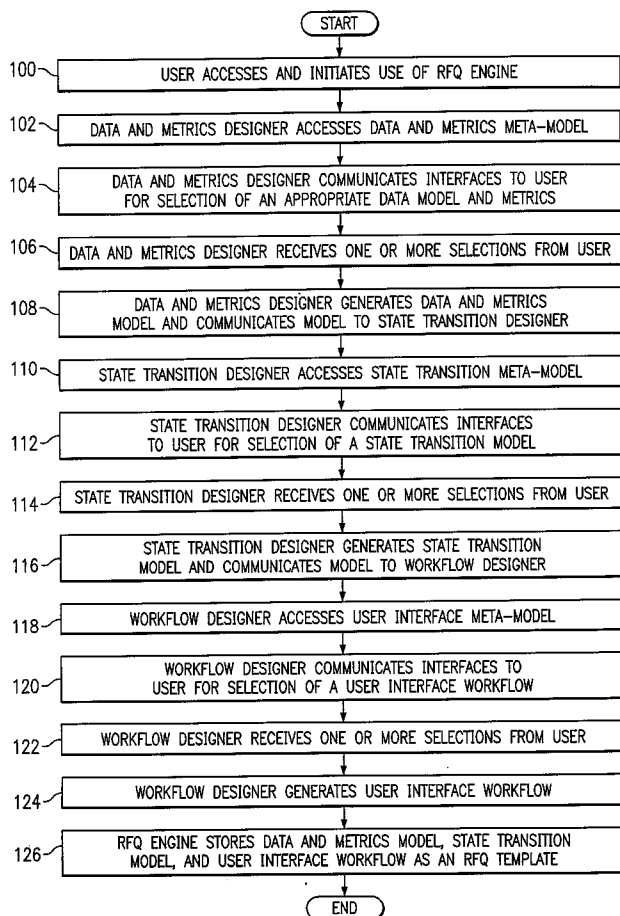 START
100
USER ACCESSES AND INITIATES USE OF RFQ ENGINE
102
DATA AND METRICS DESIGNER ACCESSES DATA AND METRICS META-MODEL
104
DATA AND METRICS DESIGNER COMMUNICATES INTERFACES TO USER
FOR SELECTION OF AN APPROPRIATE DATA MODEL AND METRICS
106
DATA AND METRICS DESIGNER RECEIVES ONE OR MORE SELECTIONS FROM USER
108
DATA AND METRICS DESIGNER GENERATES DATA AND METRICS
MODEL AND COMMUNICATES MODEL TO STATE TRANSITION DESIGNER
110
STATE TRANSITION DESIGNER ACCESSES STATE TRANSITION META-MODEL
112
STATE TRANSITION DESIGNER COMMUNICATES INTERFACES
TO USER FOR SELECTION OF A STATE TRANSITION MODEL
114
STATE TRANSITION DESIGNER RECEIVES ONE OR MORE SELECTIONS FROM USER
116
STATE TRANSITION DESIGNER GENERATES STATE TRANSITION
MODEL AND COMMUNICATES MODEL TO WORKFLOW DESIGNER
118
WORKFLOW DESIGNER ACCESSES USER INTERFACE META-MODEL
120
WORKFLOW DESIGNER COMMUNICATES INTERFACES TO
USER FOR SELECTION OF A USER INTERFACE WORKFLOW
122
WORKFLOW DESIGNER RECEIVES ONE OR MORE SELECTIONS FROM USER
124
WORKFLOW DESIGNER GENERATES USER INTERFACE WORKFLOW
126
RFQ ENGINE STORES DATA AND METRICS MODEL, STATE TRANSITION
MODEL, AND USER INTERFACE WORKFLOW AS AN RFQ TEMPLATE
END